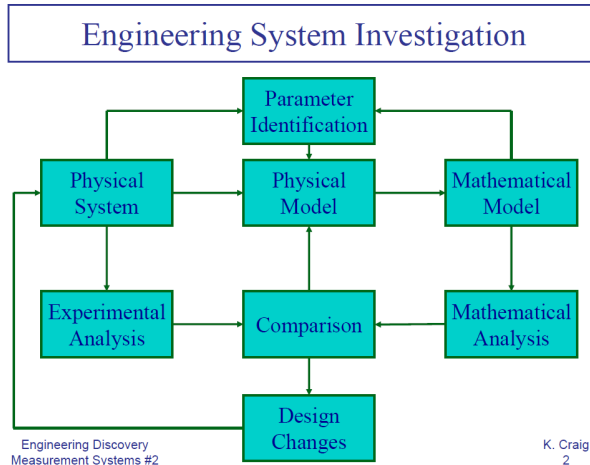 Engineering System Investigation
Parameter
Identification
Physical
System
Physical
Model
Mathematical
Model
Experimental
Analysis
Comparison
Mathematical
Analysis
Design
Changes
Engineering Discovery
Measurement Systems #2
K. Craig
2